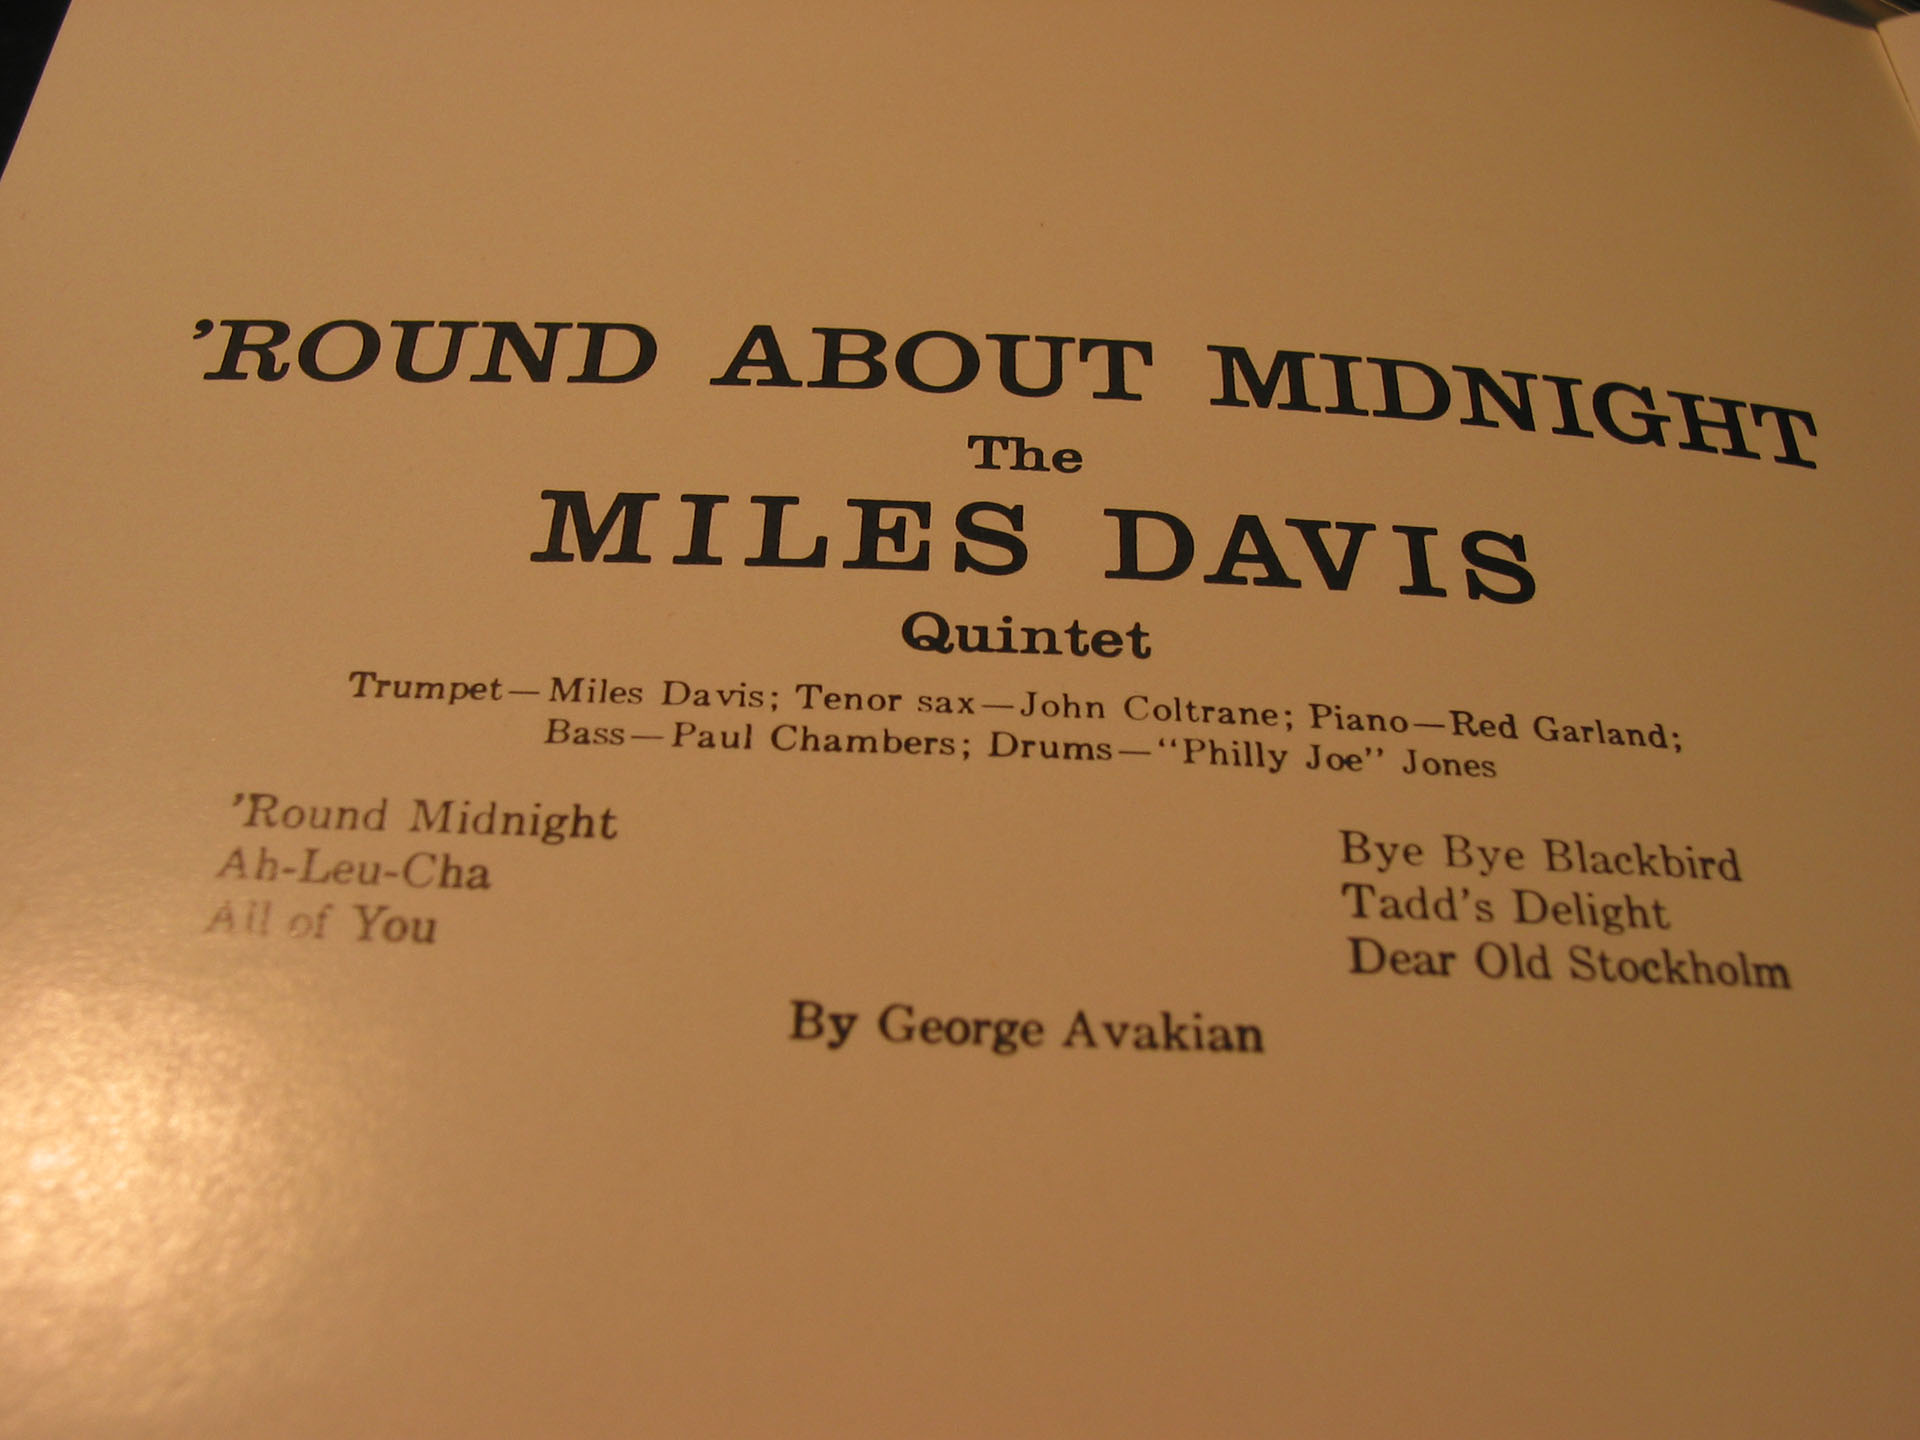 ’ROUND ABOUT MIDNIGHT
The
MILES DAVIS
Quintet
Trumpet—Miles Davis; Tenor sax—John Coltrane; Piano—Red Garland;
Bass—Paul Chambers; Drums—“Philly Joe” Jones
’Round Midnight
Ah-Leu-Cha
All of You
Bye Bye Blackbird
Tadd's Delight
Dear Old Stockholm
By George Avakian